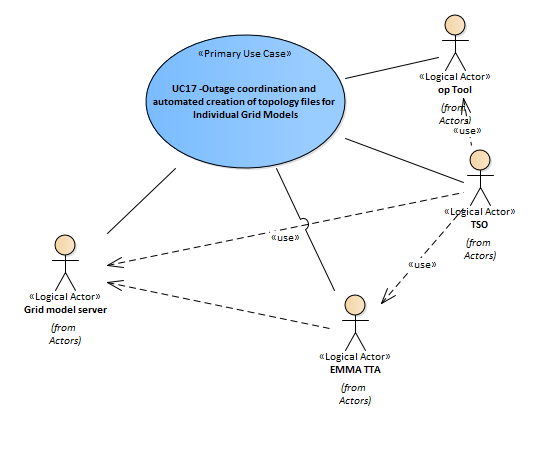 «Primary Use Case»
UC17 -Outage coordination and
automated creation of topology files for
Individual Grid Models
«Logical Actor»
op Tool
(from
Actors)
«use»
«Logical Actor»
TSO
(from
Actors)
«use»
«use»
«Logical Actor»
Grid model server
(from
Actors)
«Logical Actor»
EMMA TTA
(from
Actors)